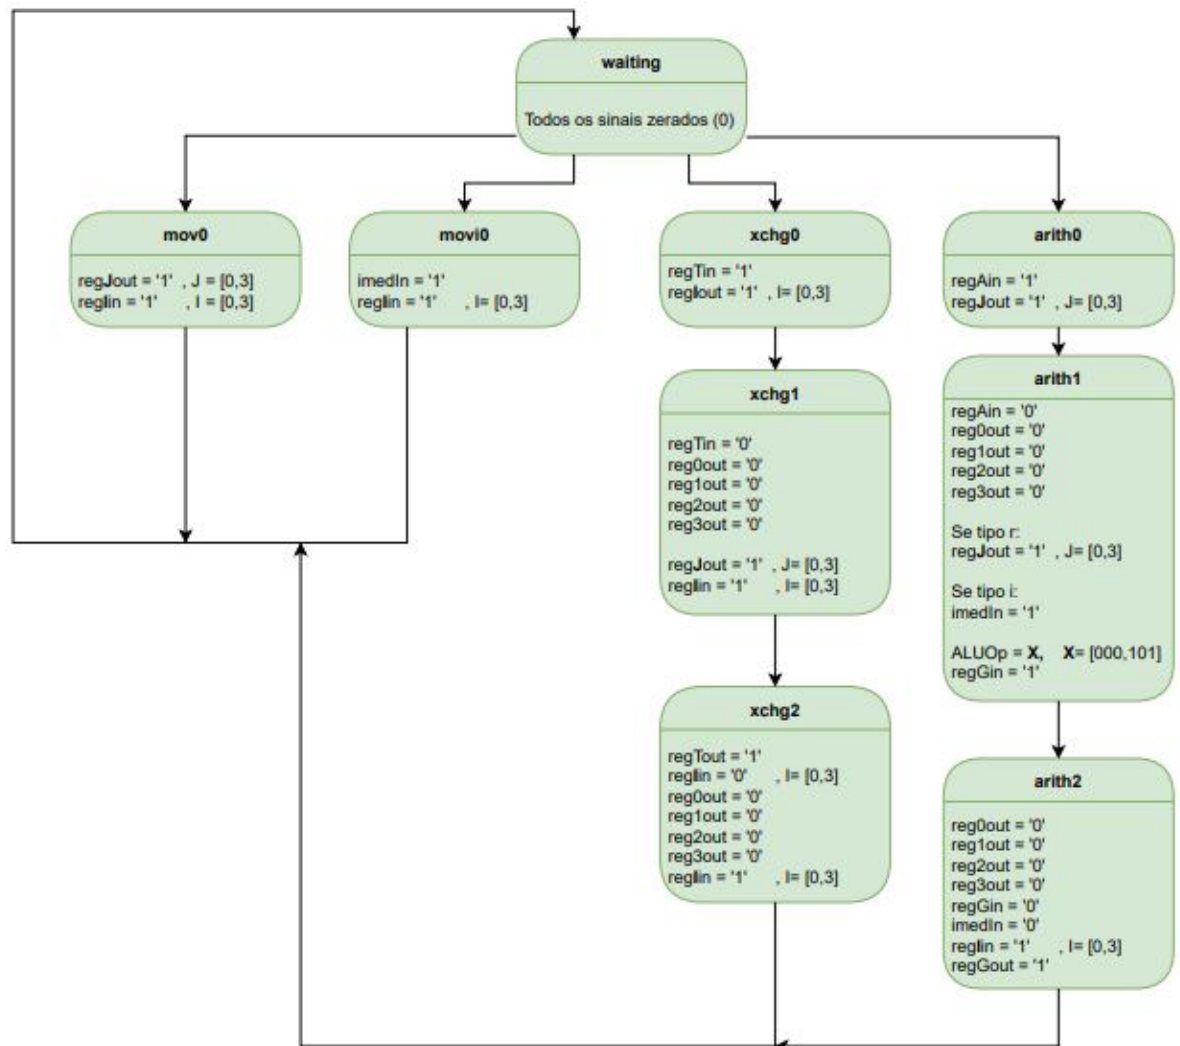 waiting
Todos os sinais zerados (0)
mov0
regJout = '1' , J = [0,3]
regIin = '1' , I = [0,3]
movi0
imedIn = '1'
regIin = '1' , I= [0,3]
xchg0
regTin = '1'
regIout = '1' , I= [0,3]
arith0
regAin = '1'
regJout = '1' , J= [0,3]
xchg1
regTin = '0'
reg0out = '0'
reg1out = '0'
reg2out = '0'
reg3out = '0'
regJout = '1' , J= [0,3]
regIin = '1' , I= [0,3]
arith1
regAin = '0'
reg0out = '0'
reg1out = '0'
reg2out = '0'
reg3out = '0'
Se tipo r:
regJout = '1' , J= [0,3]
Se tipo i:
imedIn = '1'
ALUOp = X, X= [000,101]
regGin = '1'
xchg2
regTout = '1'
regIin = '0' , I= [0,3]
reg0out = '0'
reg1out = '0'
reg2out = '0'
reg3out = '0'
regIin = '1' , I= [0,3]
arith2
reg0out = '0'
reg1out = '0'
reg2out = '0'
reg3out = '0'
regGin = '0'
imedIn = '0'
regIin = '1' , I= [0,3]
regGout = '1'